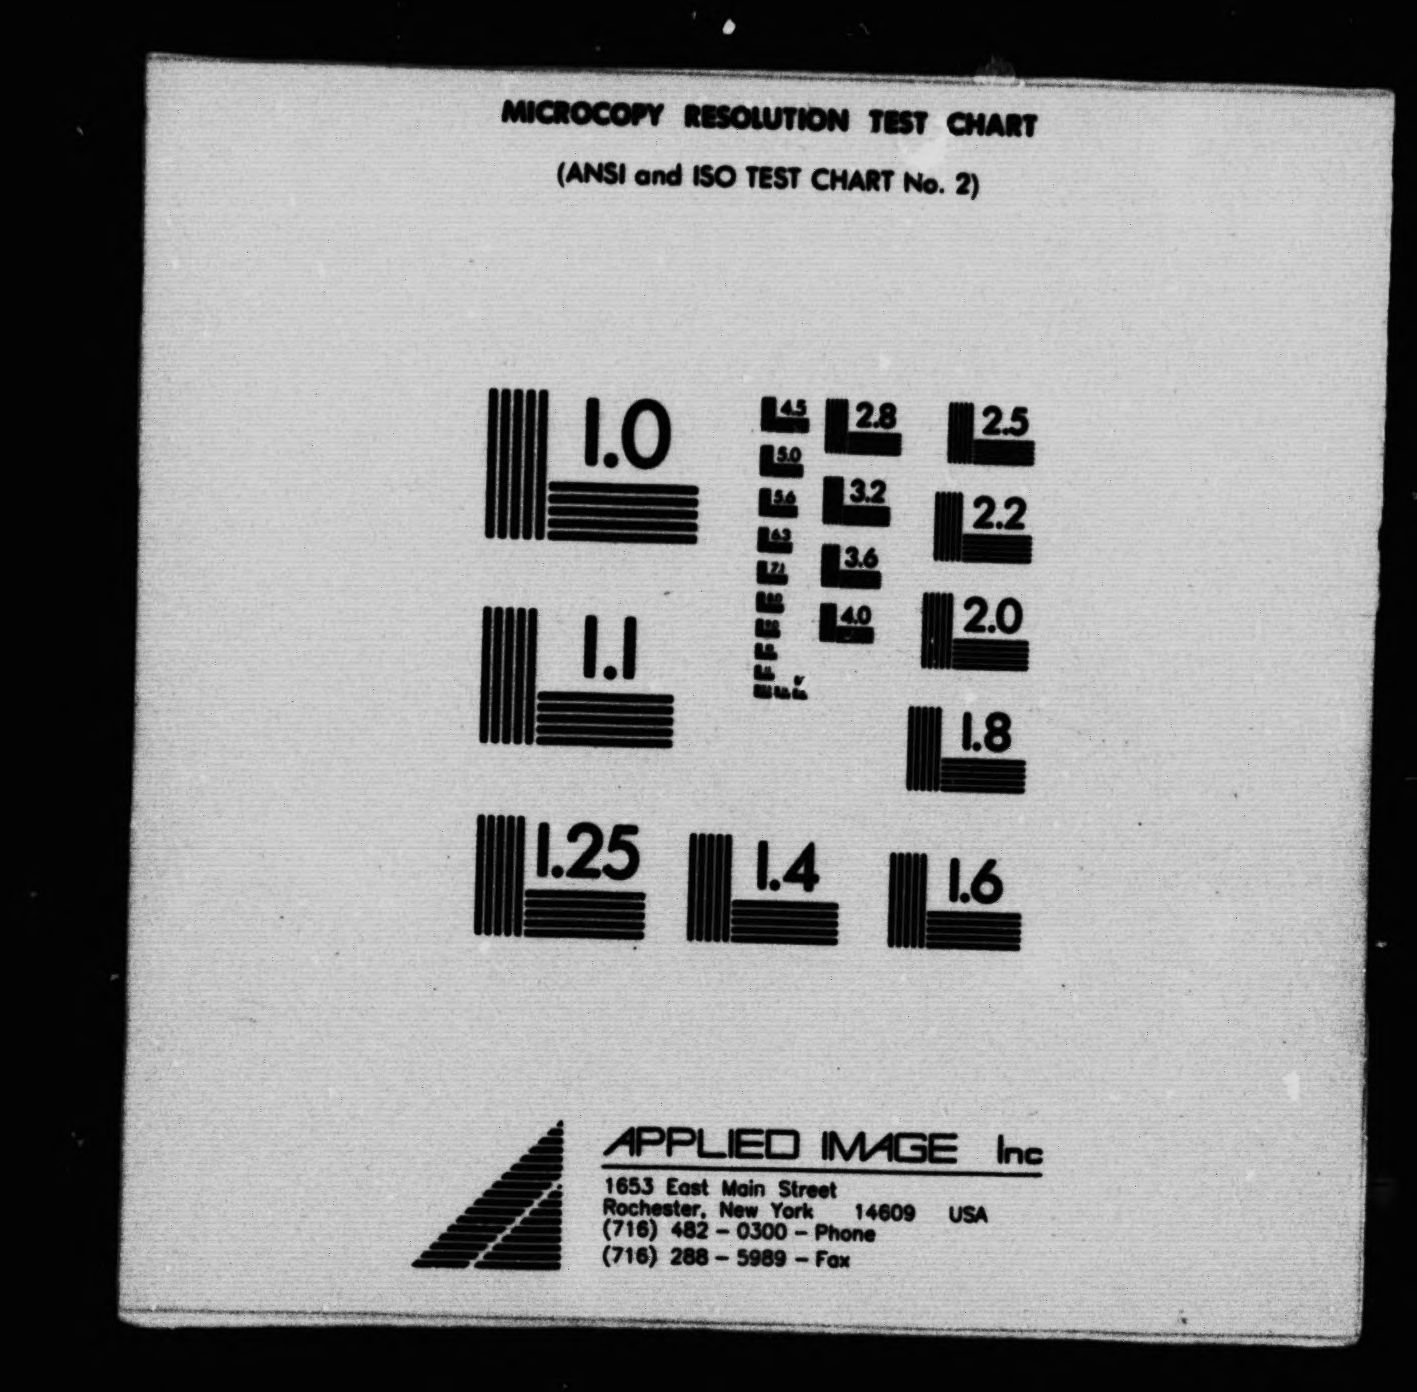 MICROCOPY RESOLUTION TEST CHART
(ANSI and ISO TEST CHART No. 2)
1.0
1.1
1.25
4.5
5.0
5.6
6.3
7.1
8.0
2.8
3.2
3.6
4.0
2.5
2.2
2.0
1.8
1.4
1.6
APPLIED IMAGE Inc
1653 East Main Street
Rochester, New York 14609 USA
(716) 482 - 0300 - Phone
(716) 288 - 5989 - Fax